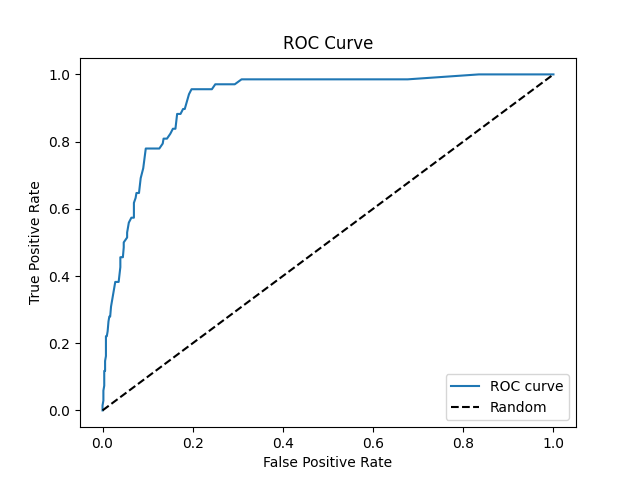 ROC Curve
True Positive Rate
1.0
0.8
0.6
0.4
0.2
0.0
0.0 0.2 0.4 0.6 0.8 1.0
False Positive Rate
ROC curve
Random